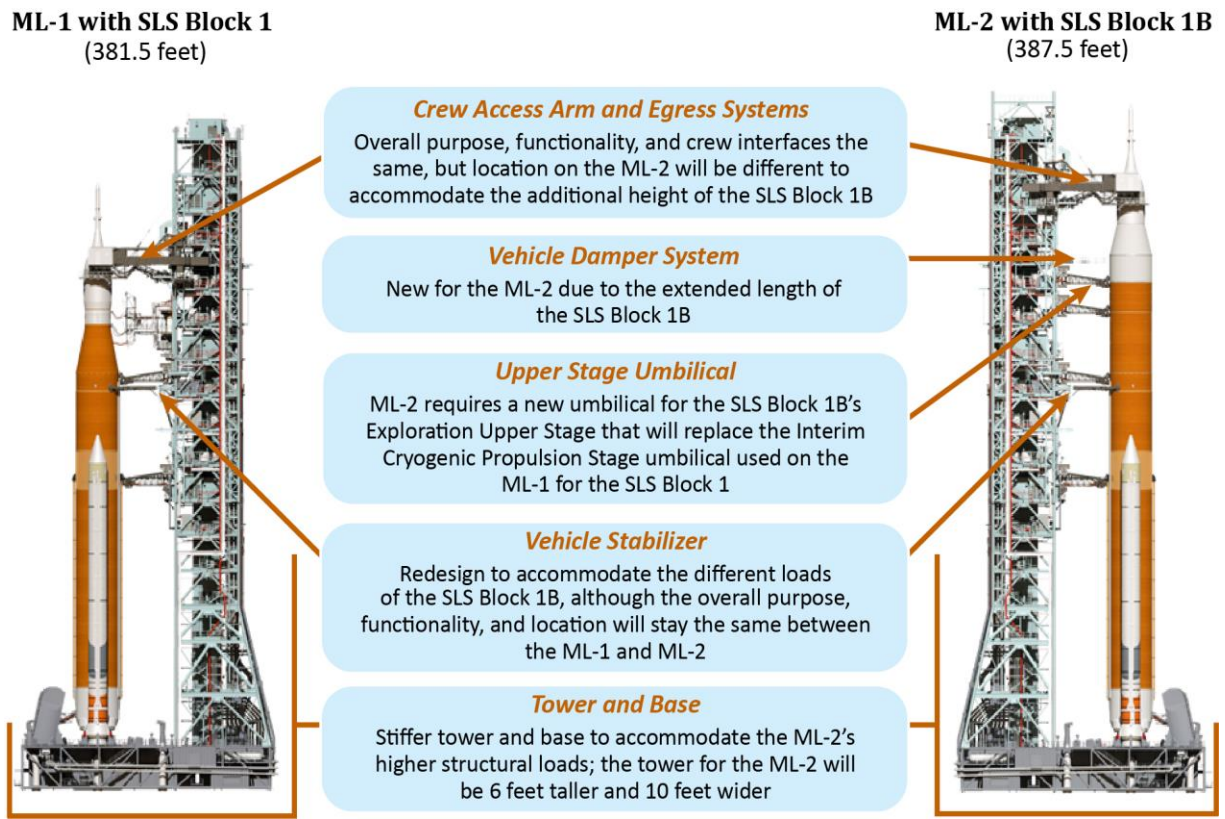 ML-1 with SLS Block 1
(381.5 feet)
ML-2 with SLS Block 1B
(387.5 feet)
Crew Access Arm and Egress Systems
Overall purpose, functionality, and crew interfaces the
same, but location on the ML-2 will be different to
accommodate the additional height of the SLS Block 1B
Vehicle Damper System
New for the ML-2 due to the extended length of
the SLS Block 1B
Upper Stage Umbilical
ML-2 requires a new umbilical for the SLS Block 1B’s
Exploration Upper Stage that will replace the Interim
Cryogenic Propulsion Stage umbilical used on the
ML-1 for the SLS Block 1
Vehicle Stabilizer
Redesign to accommodate the different loads
of the SLS Block 1B, although the overall purpose,
functionality, and location will stay the same between
the ML-1 and ML-2
Tower and Base
Stiffer tower and base to accommodate the ML-2’s
higher structural loads; the tower for the ML-2 will
be 6 feet taller and 10 feet wider